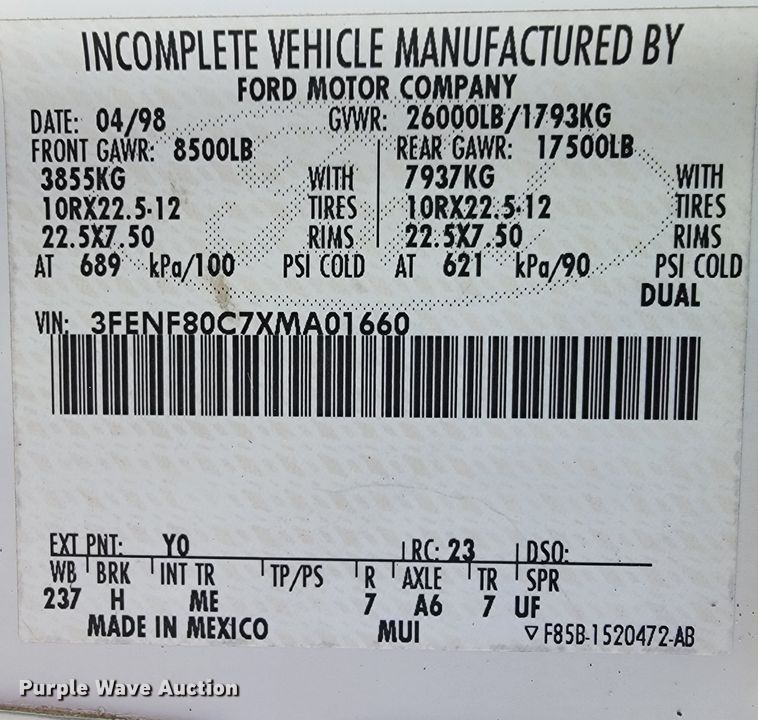 INCOMPLETE VEHICLE MANUFACTURED BY
FORD MOTOR COMPANY
DATE: 04/98 GVWR: 26000LB/1793KG
FRONT GAWR: 8500LB REAR GAWR: 17500LB
3855KG WITH 7937KG WITH
10RX22.5-12 TIRES 10RX22.5-12 TIRES
22.5X7.50 RIMS 22.5X7.50 RIMS
AT 689 kPa/100 PSI COLD AT 621 kPa/90 PSI COLD
DUAL
VIN: 3FENF80C7XMA01660
EXT PNT: Y0 RC: 23 DSO:
WB BRK INT TR TP/PS R AXLE TR SPR
237 H ME 7 A6 7 UF
MADE IN MEXICO MUI ▽ F85B-1520472-AB
Purple Wave Auction